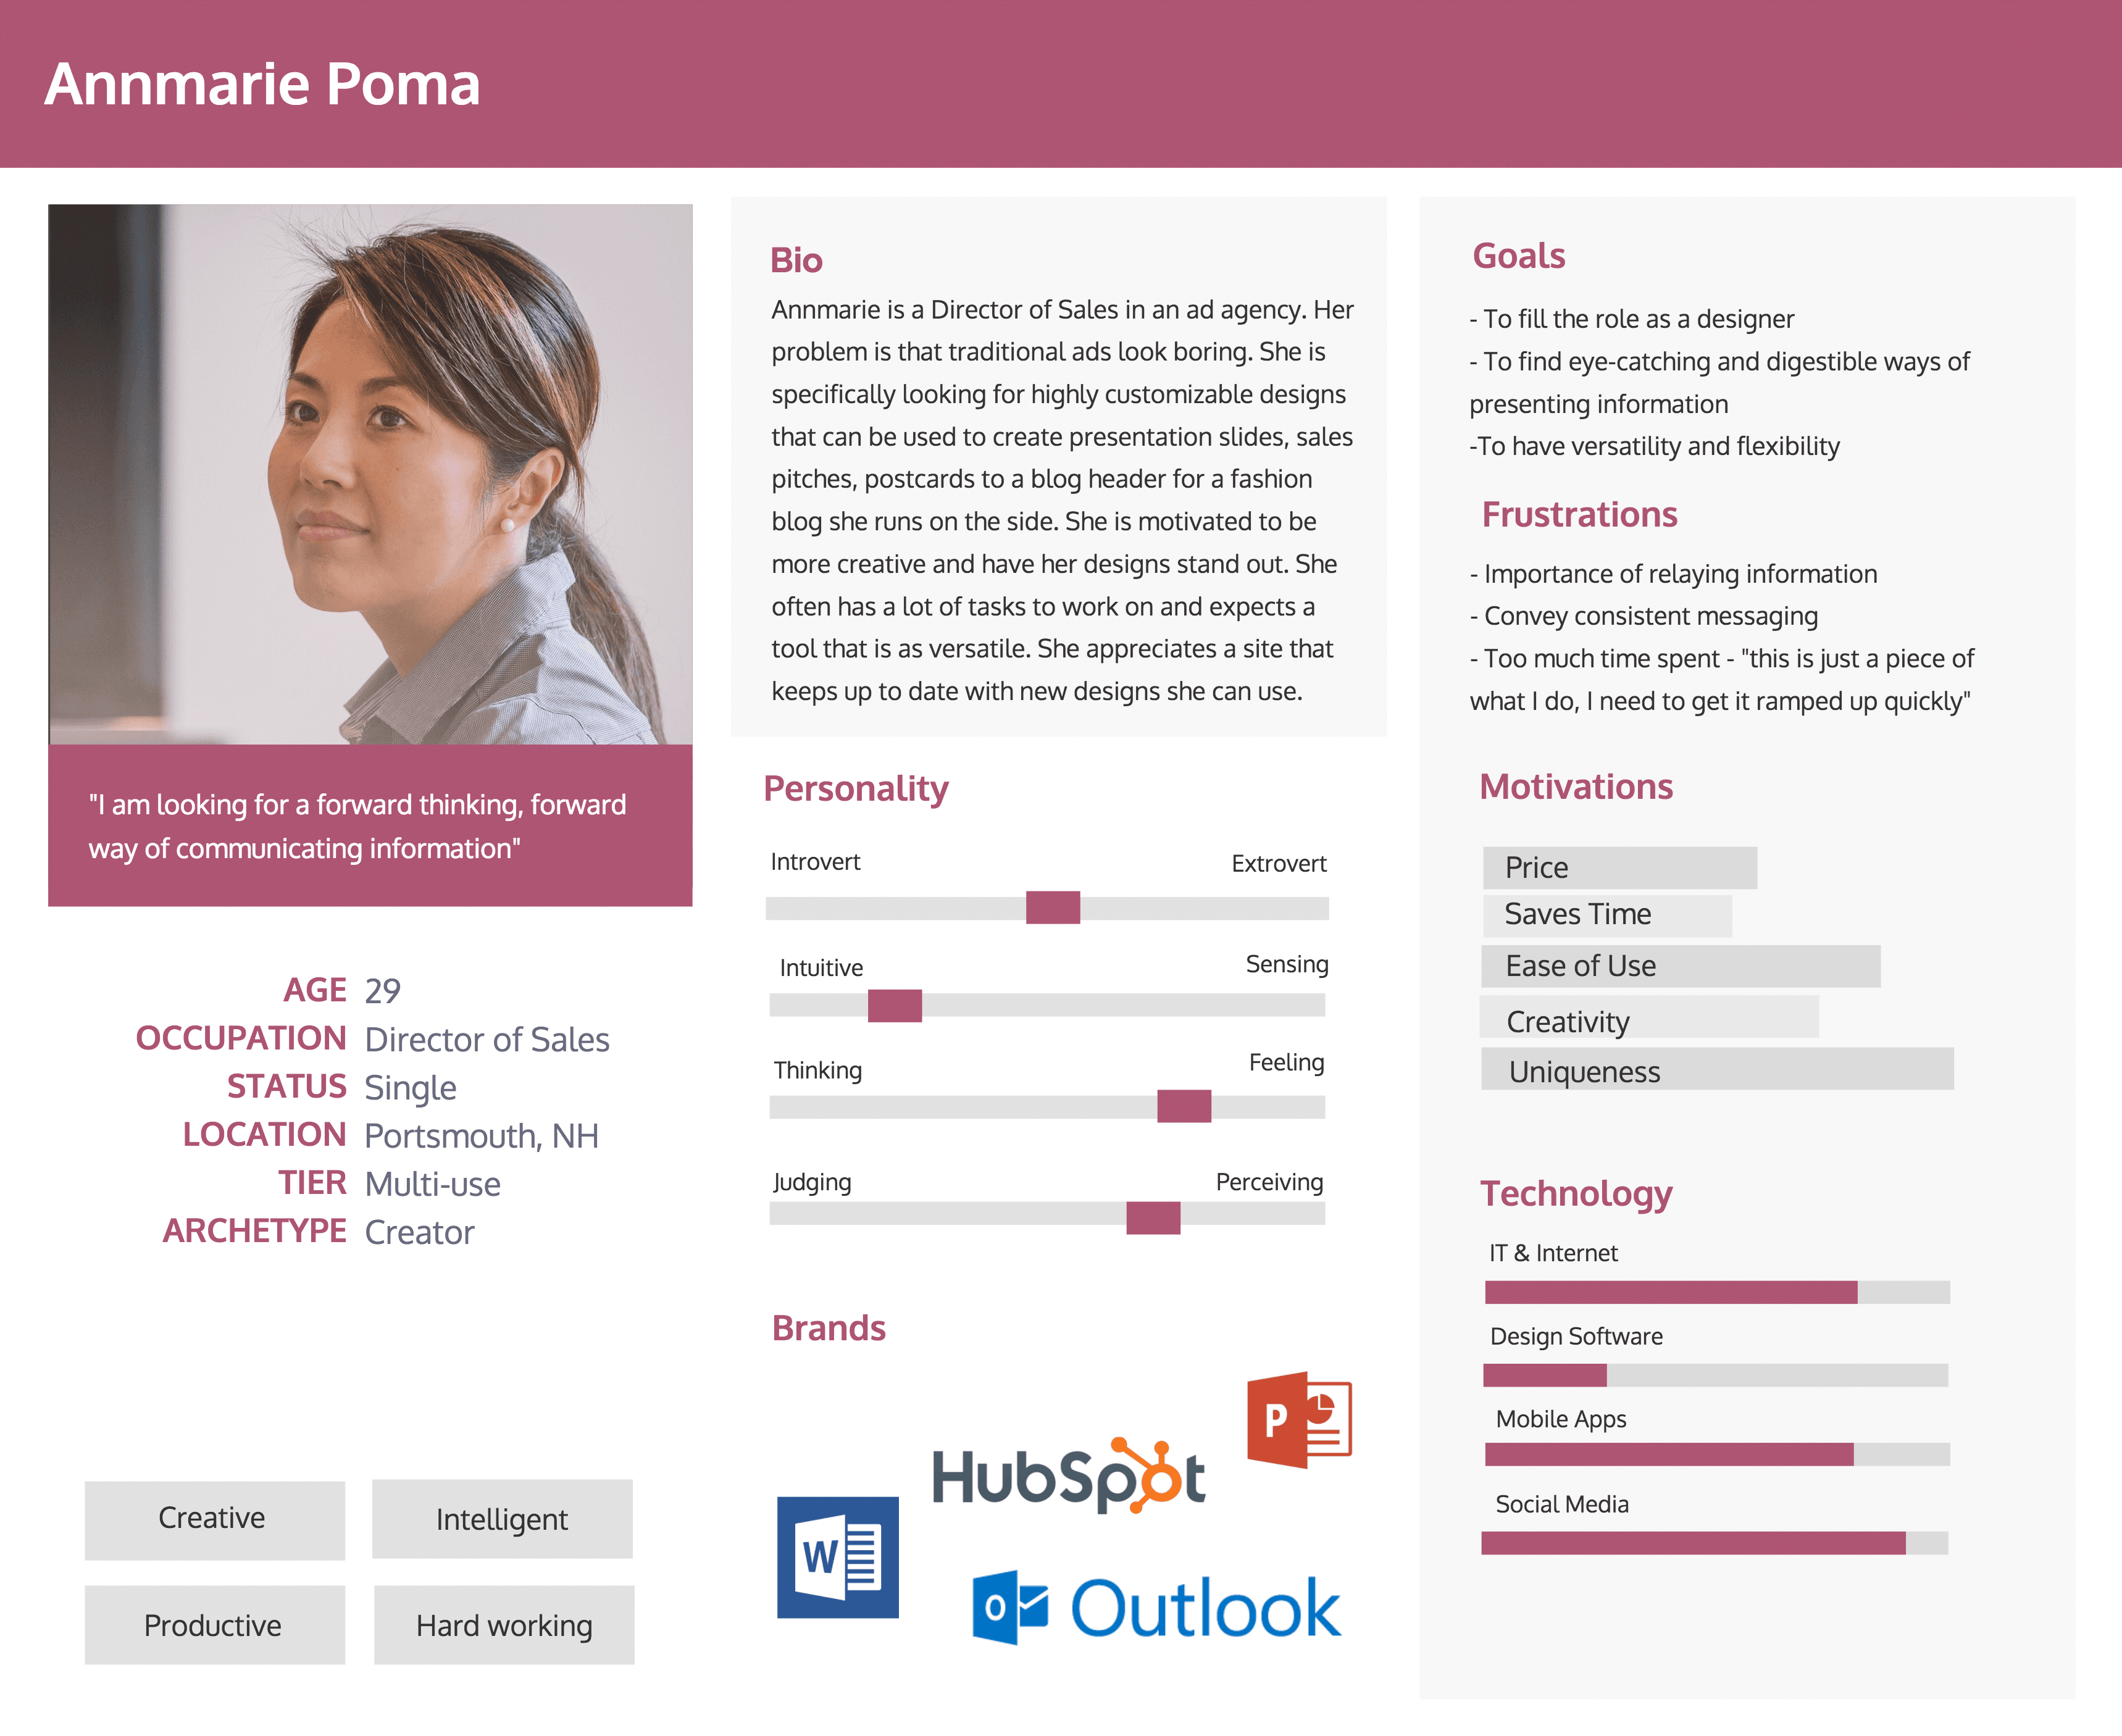 Annmarie Poma
"I am looking for a forward thinking, forward
way of communicating information"
AGE 29
OCCUPATION Director of Sales
STATUS Single
LOCATION Portsmouth, NH
TIER Multi-use
ARCHETYPE Creator
Creative
Intelligent
Productive
Hard working
Bio
Annmarie is a Director of Sales in an ad agency. Her
problem is that traditional ads look boring. She is
specifically looking for highly customizable designs
that can be used to create presentation slides, sales
pitches, postcards to a blog header for a fashion
blog she runs on the side. She is motivated to be
more creative and have her designs stand out. She
often has a lot of tasks to work on and expects a
tool that is as versatile. She appreciates a site that
keeps up to date with new designs she can use.
Personality
Introvert Extrovert
Intuitive Sensing
Thinking Feeling
Judging Perceiving
Brands
P
HubSpot
W
O Outlook
Goals
- To fill the role as a designer
- To find eye-catching and digestible ways of
presenting information
-To have versatility and flexibility
Frustrations
- Importance of relaying information
- Convey consistent messaging
- Too much time spent - "this is just a piece of
what I do, I need to get it ramped up quickly"
Motivations
Price
Saves Time
Ease of Use
Creativity
Uniqueness
Technology
IT & Internet
Design Software
Mobile Apps
Social Media